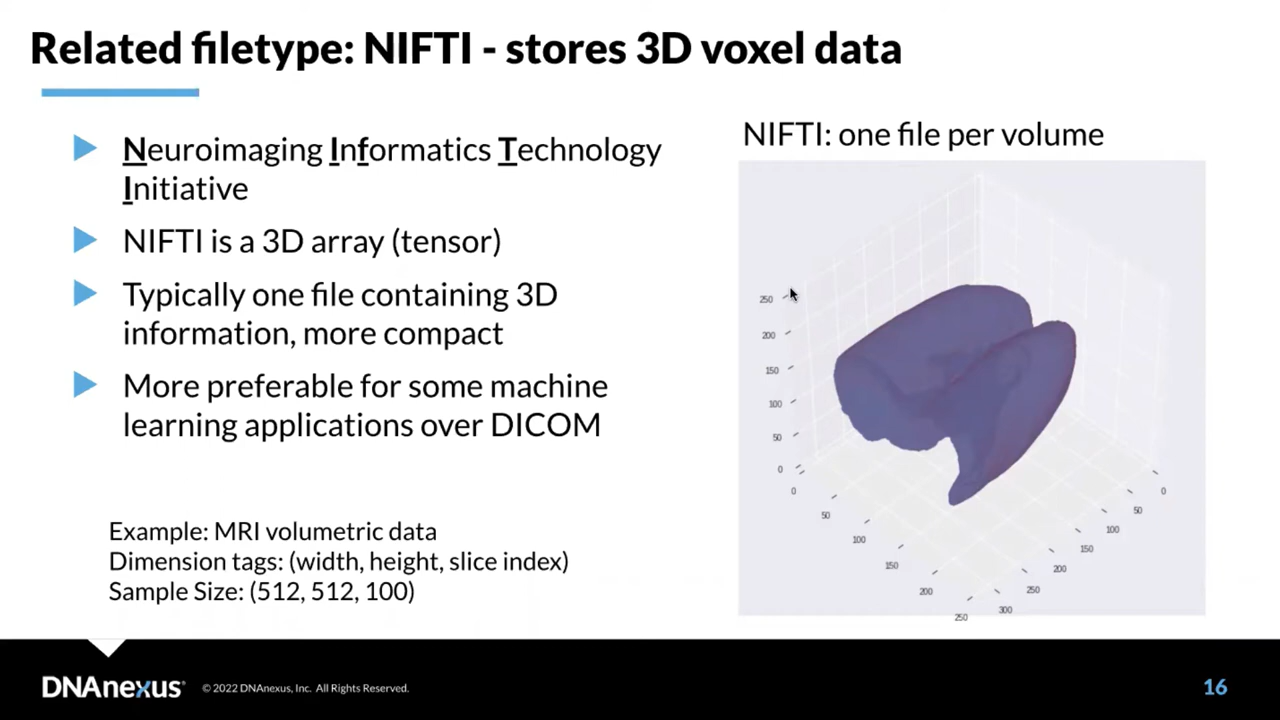 Related filetype: NIFTI - stores 3D voxel data
Neuroimaging Informatics Technology
Initiative
NIFTI is a 3D array (tensor)
Typically one file containing 3D
information, more compact
More preferable for some machine
learning applications over DICOM
Example: MRI volumetric data
Dimension tags: (width, height, slice index)
Sample Size: (512, 512, 100)
NIFTI: one file per volume
250
200
150
100
50
0
0
50
100
150
200
250
0
50
100
150
200
250
300
DNAnexus
© 2022 DNAnexus, Inc. All Rights Reserved.
16